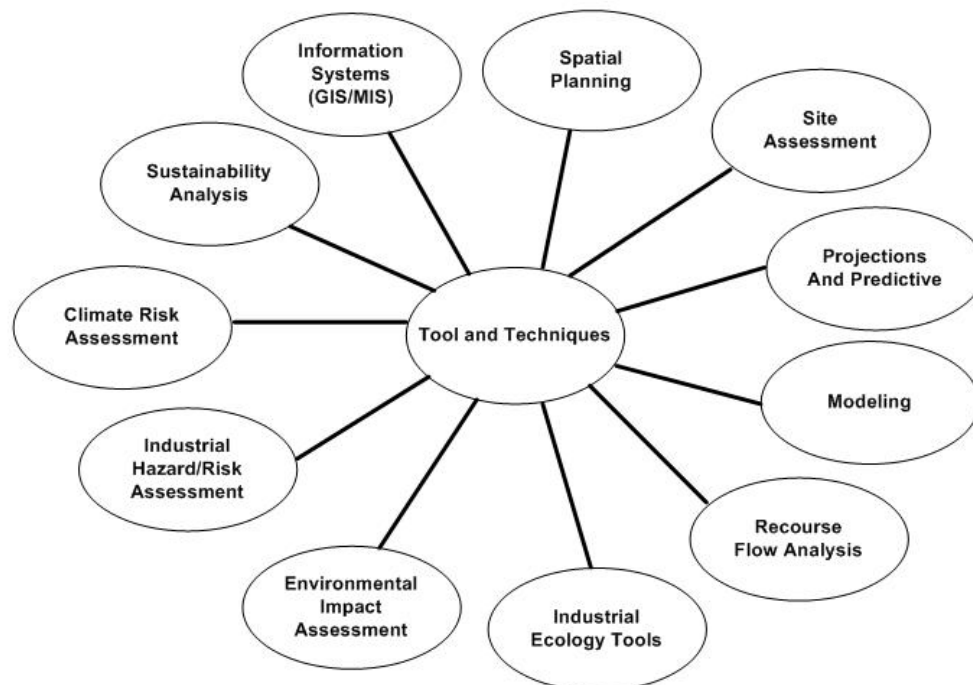 Information
Systems
(GIS/MIS)
Spatial
Planning
Site
Assessment
Sustainability
Analysis
Projections
And Predictive
Climate Risk
Assessment
Tool and Techniques
Modeling
Industrial
Hazard/Risk
Assessment
Recourse
Flow Analysis
Environmental
Impact
Assessment
Industrial
Ecology Tools